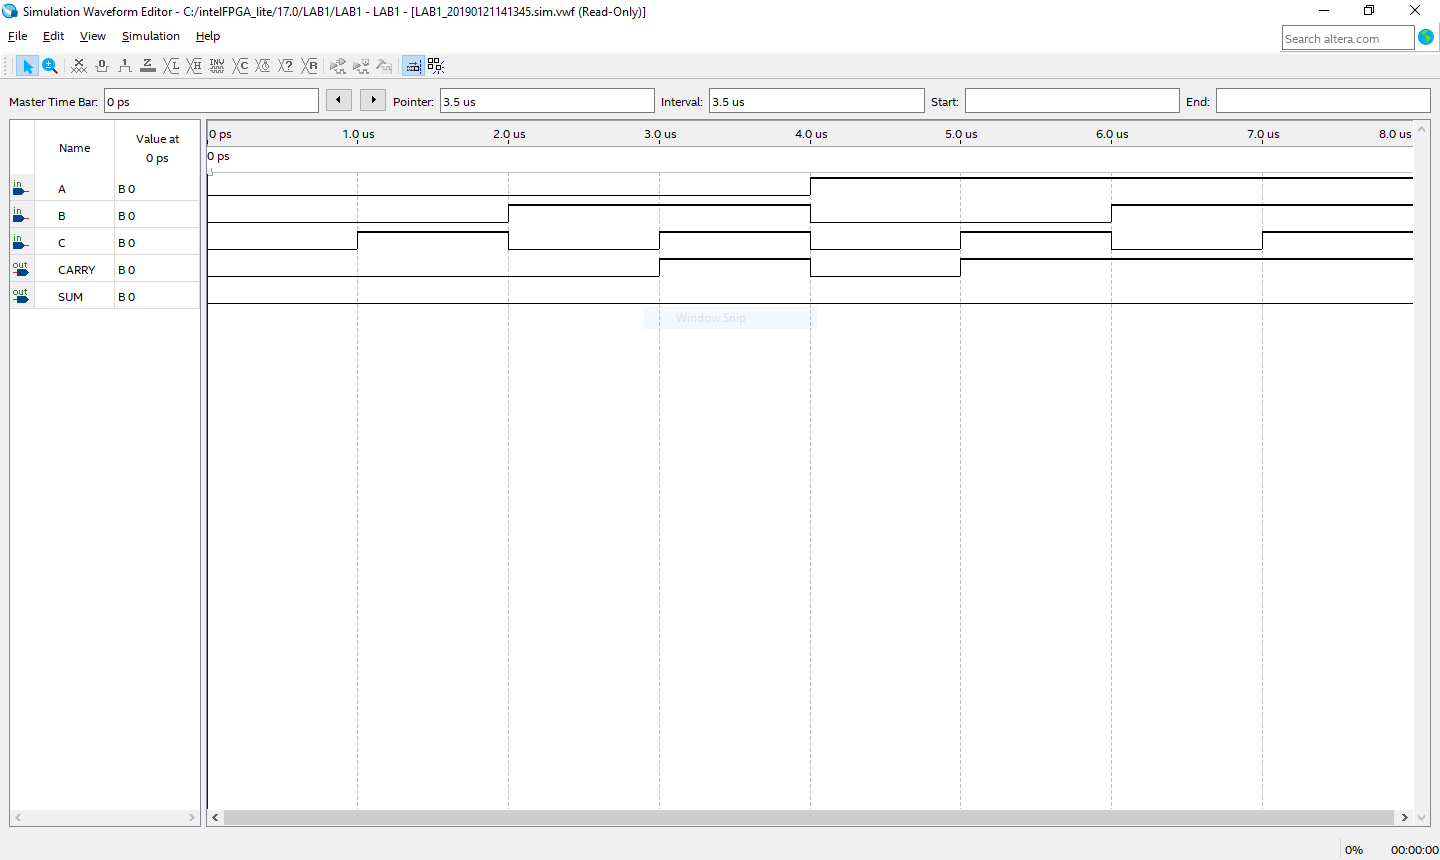 Simulation Waveform Editor - C:/intelFPGA_lite/17.0/LAB1/LAB1 - LAB1 - [LAB1_20190121141345.sim.vwf (Read-Only)]
File Edit View Simulation Help
Search altera.com
Master Time Bar: 0 ps Pointer: 3.5 us Interval: 3.5 us Start: End:
Name
Value at
0 ps
0 ps 1.0 us 2.0 us 3.0 us 4.0 us 5.0 us 6.0 us 7.0 us 8.0 us
0 ps
in A B 0
in B B 0
in C B 0
out CARRY B 0
out SUM B 0
Window Snip
0% 00:00:00